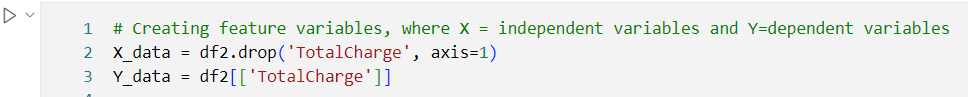 1 # Creating feature variables, where X = independent variables and Y=dependent variables
2 X_data = df2.drop('TotalCharge', axis=1)
3 Y_data = df2[['TotalCharge']]